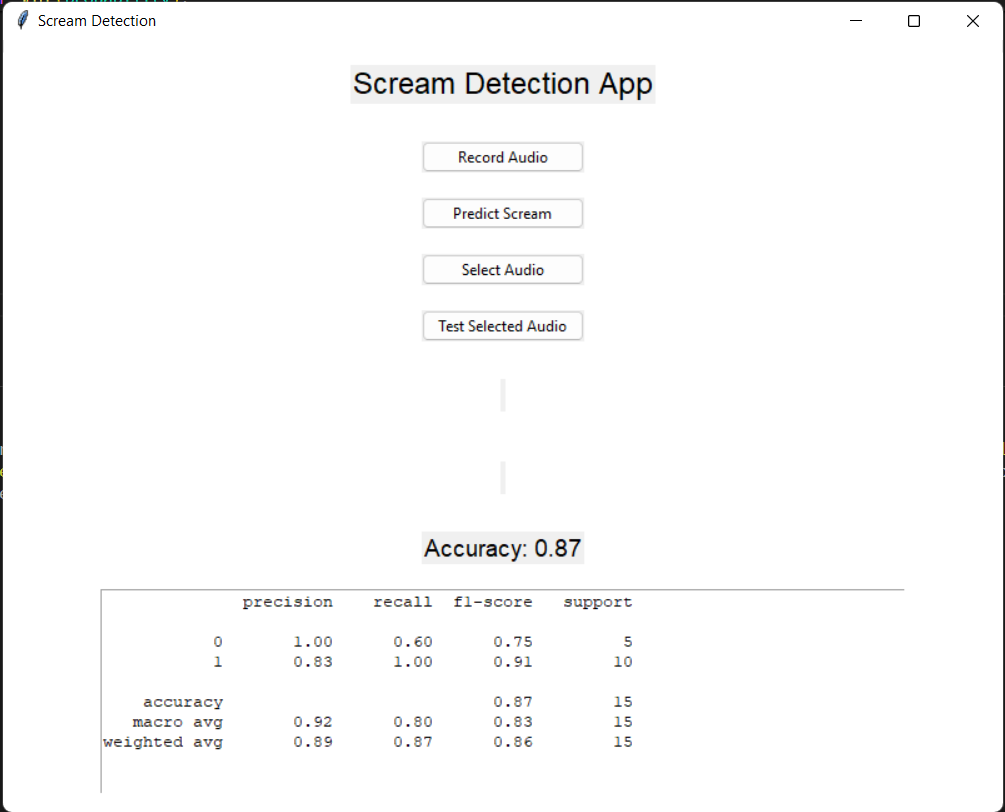 Scream Detection
Scream Detection App
Record Audio
Predict Scream
Select Audio
Test Selected Audio
Accuracy: 0.87
precision recall f1-score support
0 1.00 0.60 0.75 5
1 0.83 1.00 0.91 10
accuracy 0.87 15
macro avg 0.92 0.80 0.83 15
weighted avg 0.89 0.87 0.86 15